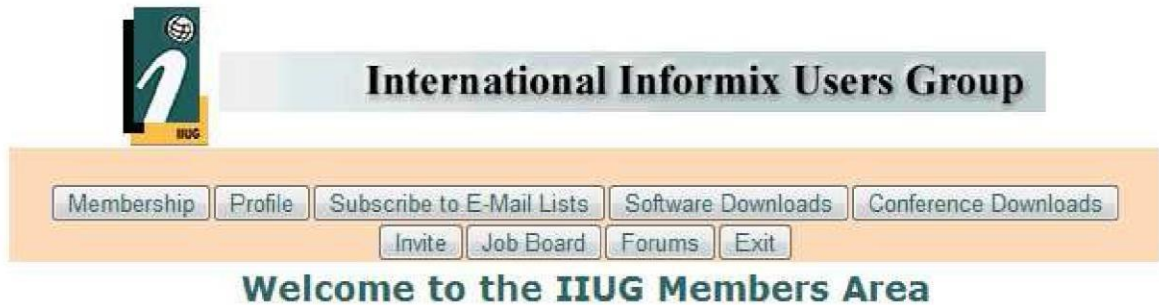 IIUG
International Informix Users Group
Membership Profile Subscribe to E-Mail Lists Software Downloads Conference Downloads
Invite Job Board Forums Exit
Welcome to the IIUG Members Area